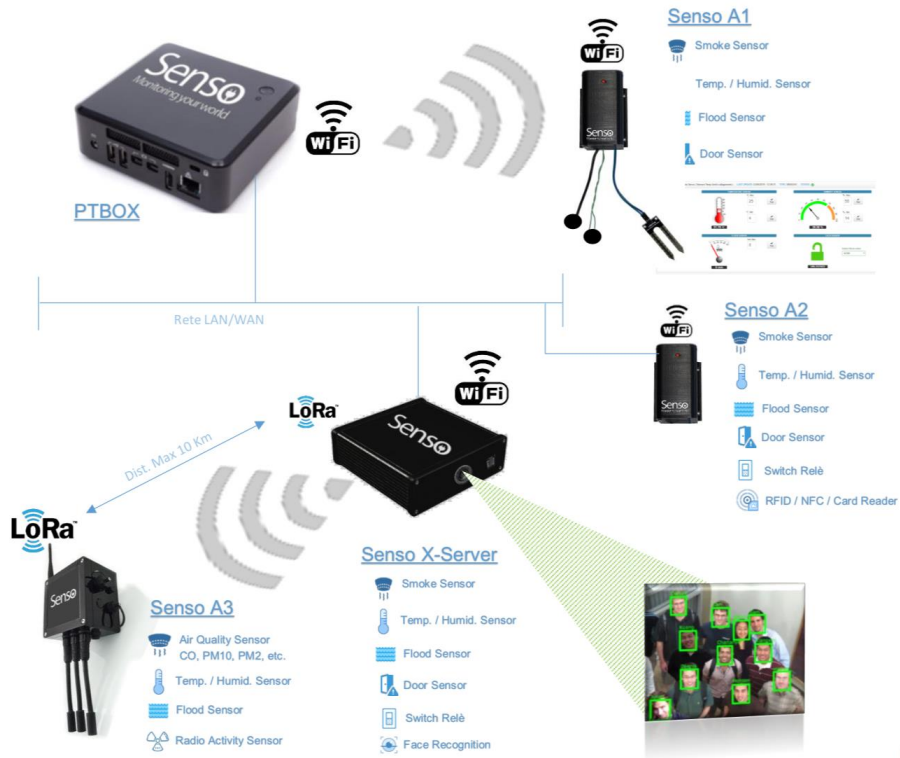 Senso
Monitoring your world
WiFi
PTBOX
WiFi
Senso
Senso A1
Smoke Sensor
Temp. / Humid. Sensor
Flood Sensor
Door Sensor
Rete LAN/WAN
WiFi
Senso
Senso A2
Smoke Sensor
Temp. / Humid. Sensor
Flood Sensor
Door Sensor
Switch Relè
RFID / NFC / Card Reader
WiFi
LoRa™
Senso
Dist. Max 10 Km
LoRa™
Senso
Senso A3
Air Quality Sensor
CO, PM10, PM2, etc.
Temp. / Humid. Sensor
Flood Sensor
Radio Activity Sensor
Senso X-Server
Smoke Sensor
Temp. / Humid. Sensor
Flood Sensor
Door Sensor
Switch Relè
Face Recognition